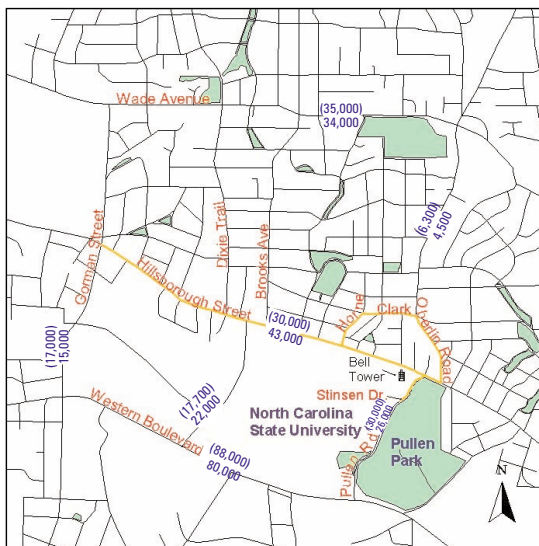 Wade Avenue
(35,000)
34,000
(6,300)
4,500
Gorman Street
Dixie Trail
Brooks Ave
Hillsborough Street
(30,000)
43,000
Horne
Clark
Oberlin Road
(17,000)
15,000
Bell
Tower
(17,700)
22,000
Stinsen Dr
North Carolina
State University
(30,000)
26,000
Western Boulevard
(88,000)
80,000
Pullen Rd
Pullen
Park
N